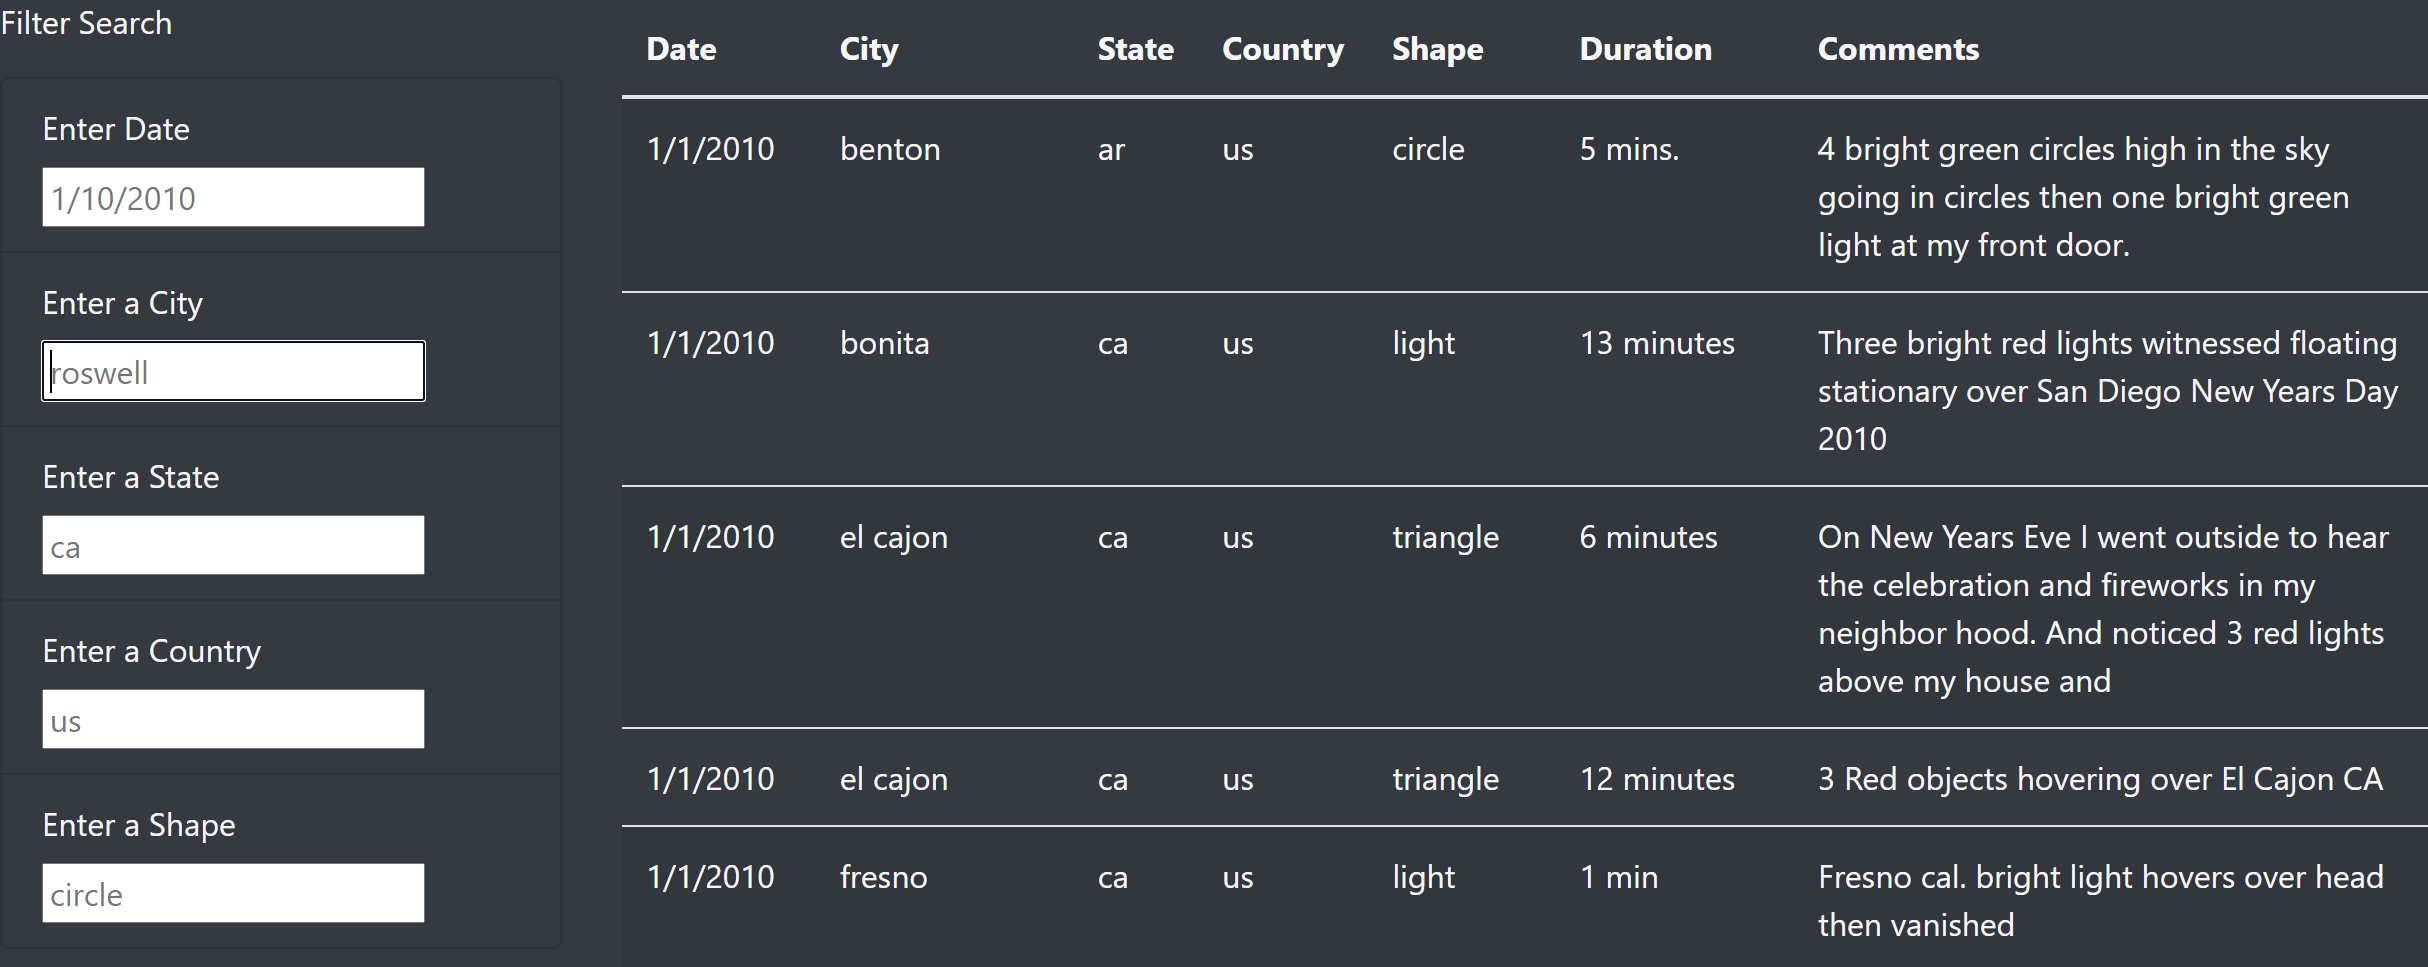 Filter Search
Enter Date
1/10/2010
Enter a City
roswell
Enter a State
ca
Enter a Country
us
Enter a Shape
circle
Date City State Country Shape Duration Comments
1/1/2010 benton ar us circle 5 mins. 4 bright green circles high in the sky
going in circles then one bright green
light at my front door.
1/1/2010 bonita ca us light 13 minutes Three bright red lights witnessed floating
stationary over San Diego New Years Day
2010
1/1/2010 el cajon ca us triangle 6 minutes On New Years Eve I went outside to hear
the celebration and fireworks in my
neighbor hood. And noticed 3 red lights
above my house and
1/1/2010 el cajon ca us triangle 12 minutes 3 Red objects hovering over El Cajon CA
1/1/2010 fresno ca us light 1 min Fresno cal. bright light hovers over head
then vanished